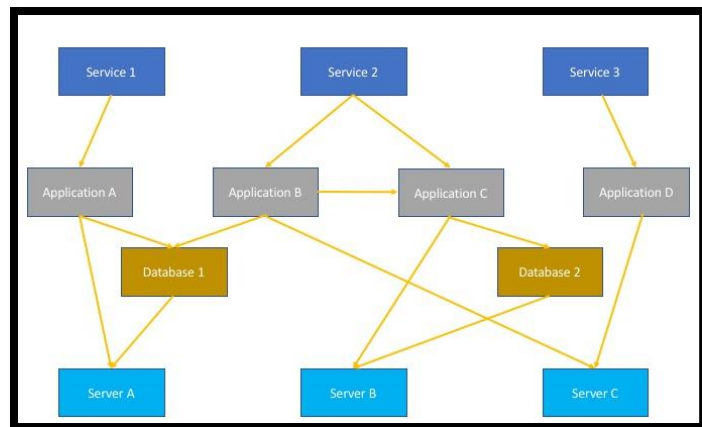 Service 1
Service 2
Service 3
Application A
Application B
Application C
Application D
Database 1
Database 2
Server A
Server B
Server C